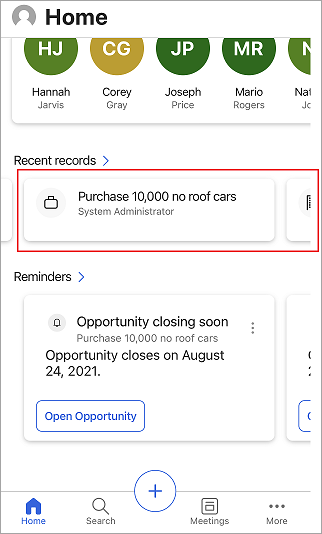 Home
HJ CG JP MR N
Hannah Corey Joseph Mario Nat
Jarvis Gray Price Rogers Jo
Recent records >
Purchase 10,000 no roof cars
System Administrator
Reminders >
Opportunity closing soon
Purchase 10,000 no roof cars
Opportunity closes on August
24, 2021.
Open Opportunity
Home Search + Meetings More